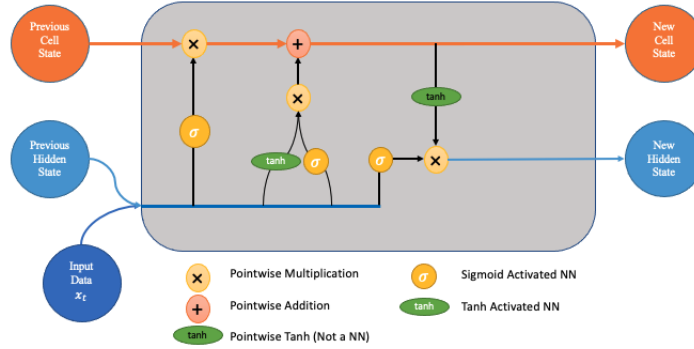 Previous
Cell
State
New
Cell
State
×
+
×
tanh
σ
Previous
Hidden
State
tanh
σ
σ
×
New
Hidden
State
Input
Data
xₜ
× Pointwise Multiplication
σ Sigmoid Activated NN
+ Pointwise Addition
tanh Tanh Activated NN
tanh Pointwise Tanh (Not a NN)